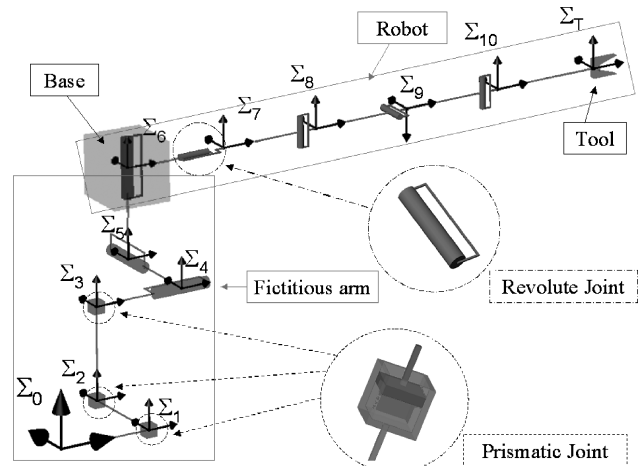 Σ_T
Robot
Σ_10
Σ_8
Base
Σ_9
Σ_7
Σ_6
Tool
Σ_5
Σ_4
Σ_3
Fictitious arm
Revolute Joint
Σ_2
Σ_0
Σ_1
Prismatic Joint